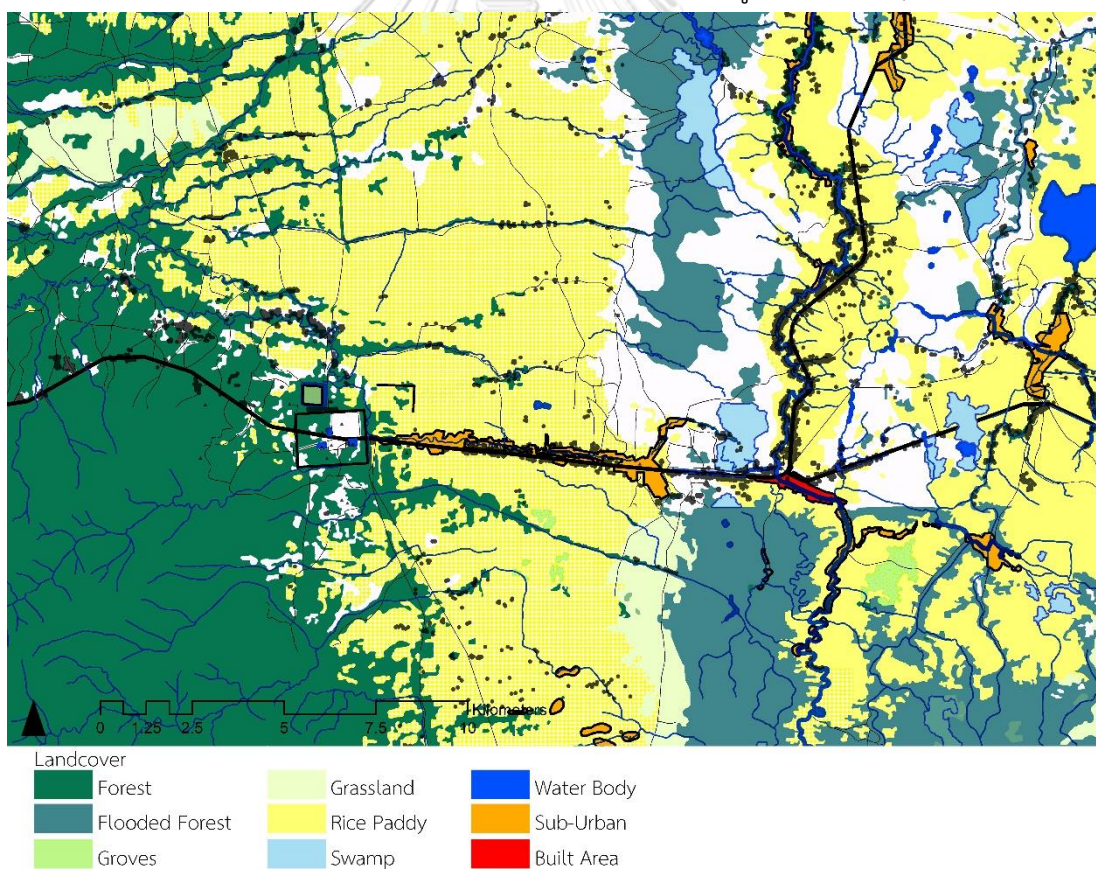 0 1.25 2.5 5 7.5 10
Kilometers
Landcover
Forest
Grassland
Water Body
Flooded Forest
Rice Paddy
Sub-Urban
Groves
Swamp
Built Area